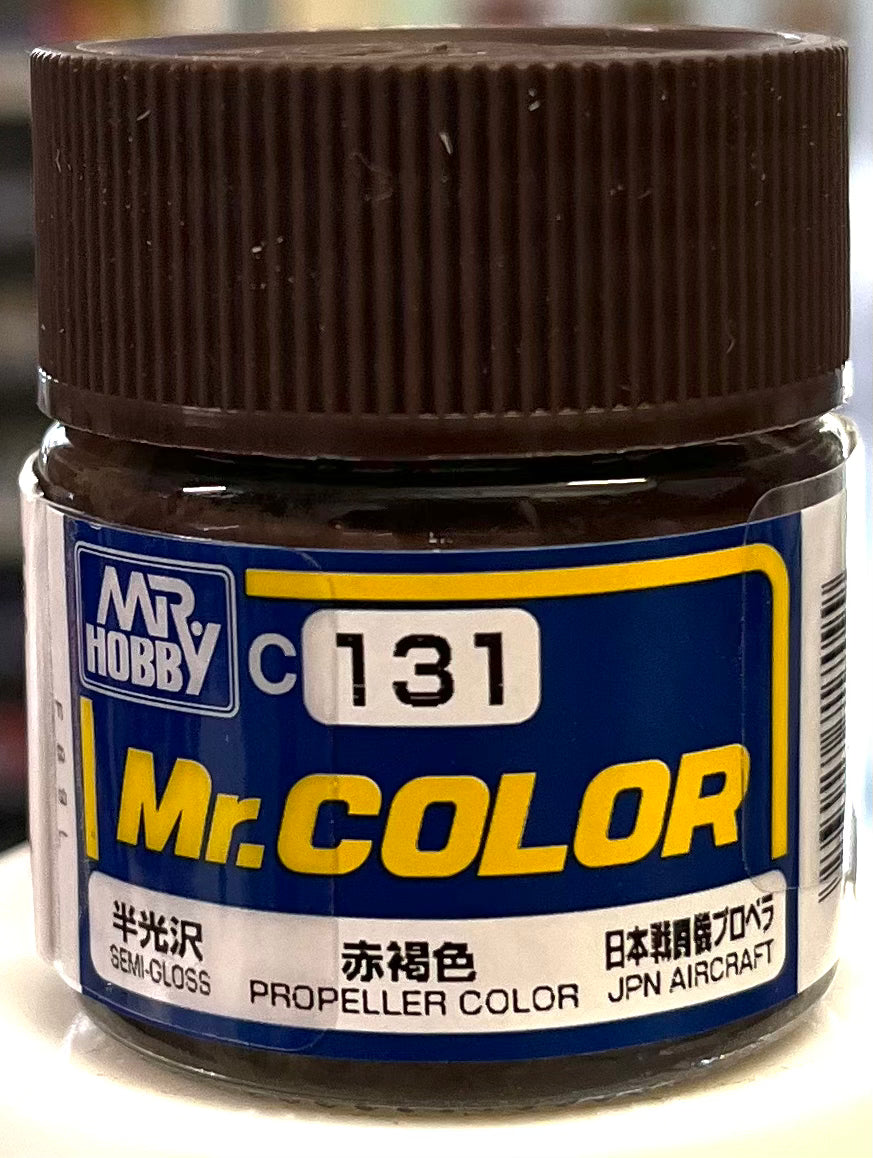 MR.
HOBBY
C 131
Mr.COLOR
半光沢
SEMI-GLOSS
赤褐色
PROPELLER COLOR
日本戦闘機プロペラ
JPN AIRCRAFT